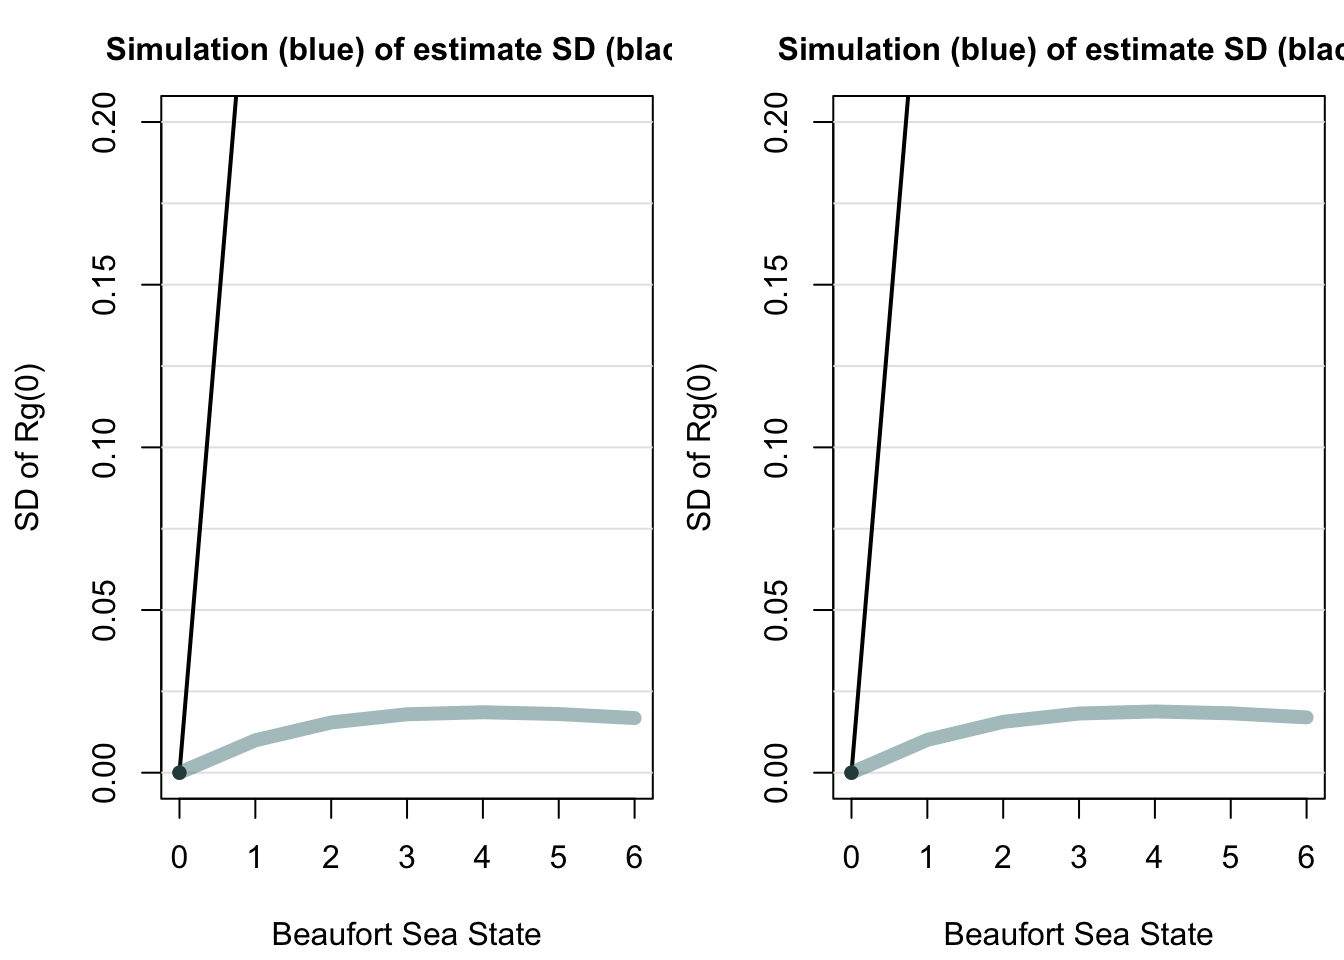 Simulation (blue) of estimate SD (blac
SD of Rg(0)
0.20
0.15
0.10
0.05
0.00
0 1 2 3 4 5 6
Beaufort Sea State
Simulation (blue) of estimate SD (blac
SD of Rg(0)
0.20
0.15
0.10
0.05
0.00
0 1 2 3 4 5 6
Beaufort Sea State